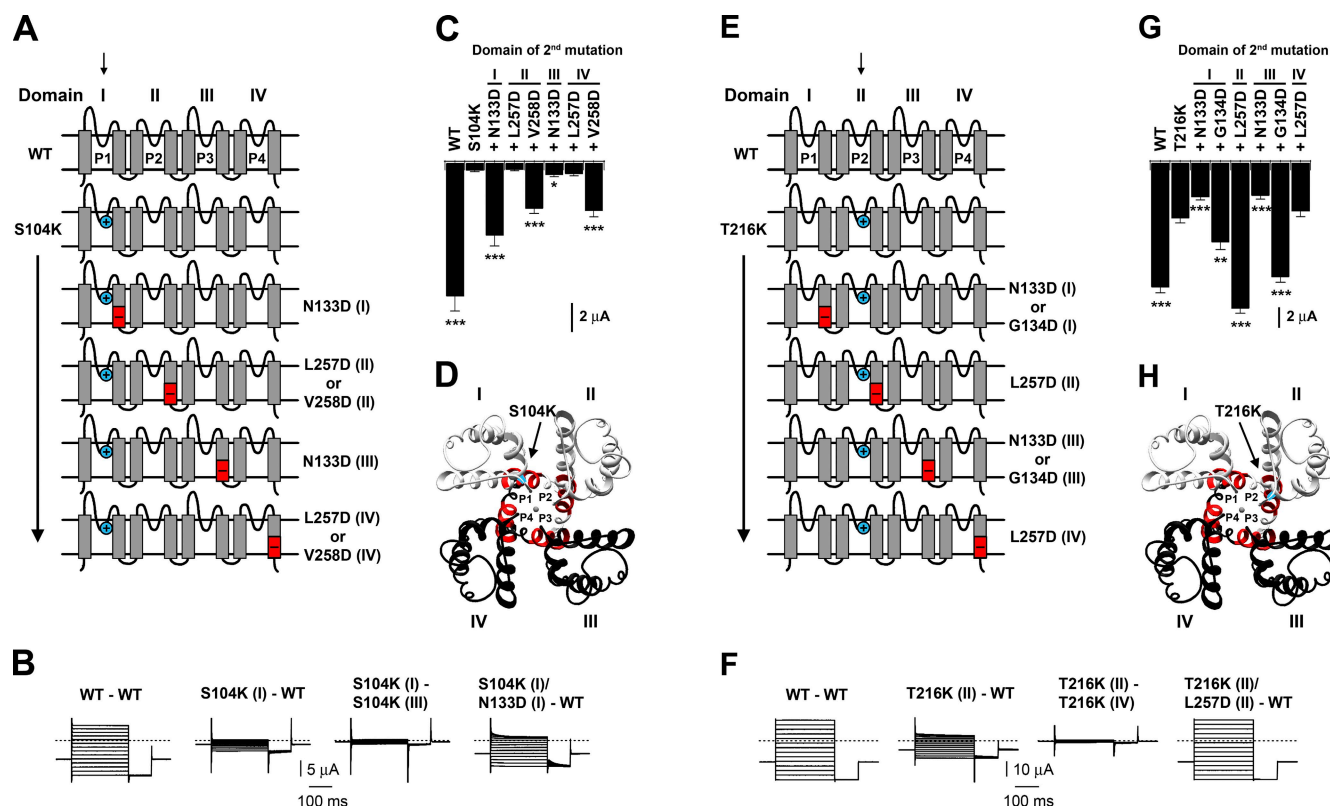 A
Domain I II III IV
WT P1 P2 P3 P4
S104K
N133D (I)
L257D (II)
or
V258D (II)
N133D (III)
L257D (IV)
or
V258D (IV)
C
Domain of 2nd mutation
I II III IV
WT
S104K
+ N133D
+ L257D
+ V258D
+ N133D
+ L257D
+ V258D
*
*** *** *** ***
2 µA
D
I II
S104K
P1 P2
P4 P3
IV III
B
WT - WT
S104K (I) - WT
S104K (I) -
S104K (III)
S104K (I)/
N133D (I) - WT
5 µA
100 ms
E
Domain I II III IV
WT P1 P2 P3 P4
T216K
N133D (I)
or
G134D (I)
L257D (II)
N133D (III)
or
G134D (III)
L257D (IV)
G
Domain of 2nd mutation
I II III IV
WT
T216K
+ N133D
+ G134D
+ L257D
+ N133D
+ G134D
+ L257D
*** *** ** *** *** ***
2 µA
H
I II
T216K
P1 P2
P4 P3
IV III
F
WT - WT
T216K (II) - WT
T216K (II) -
T216K (IV)
T216K (II)/
L257D (II) - WT
10 µA
100 ms